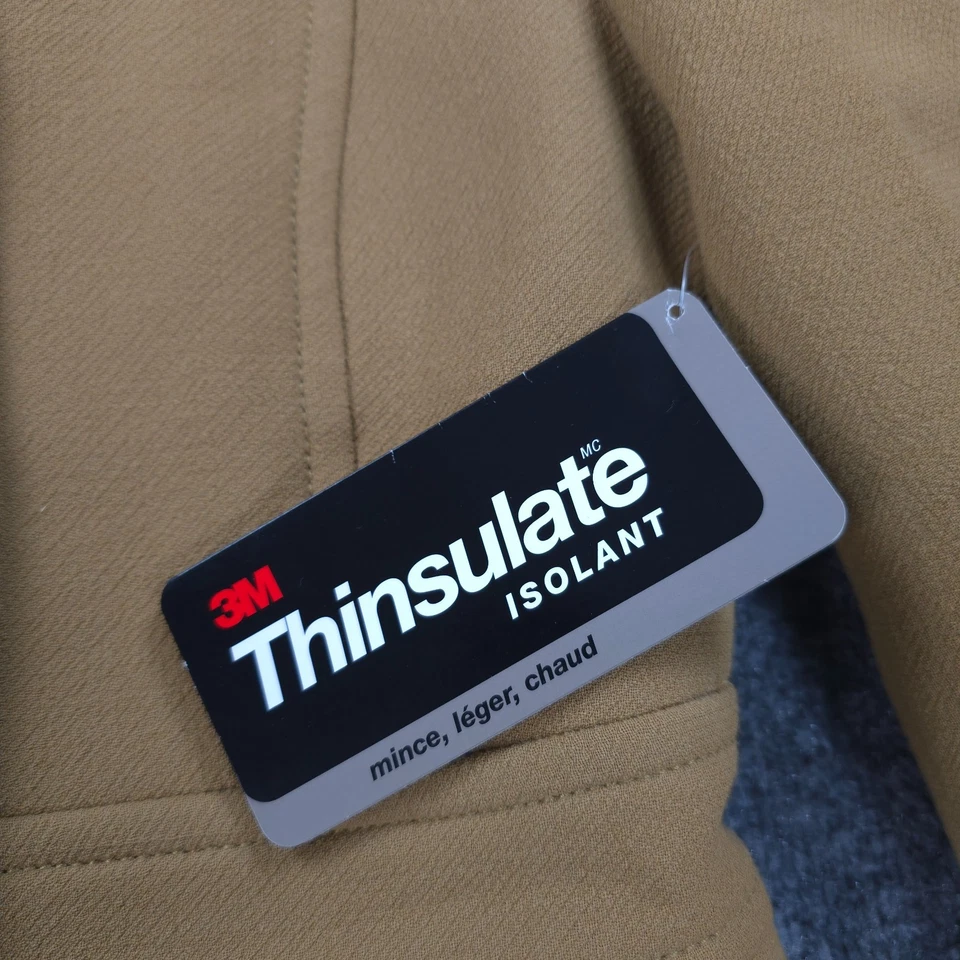 3M
Thinsulate MC
ISOLANT
mince, léger, chaud